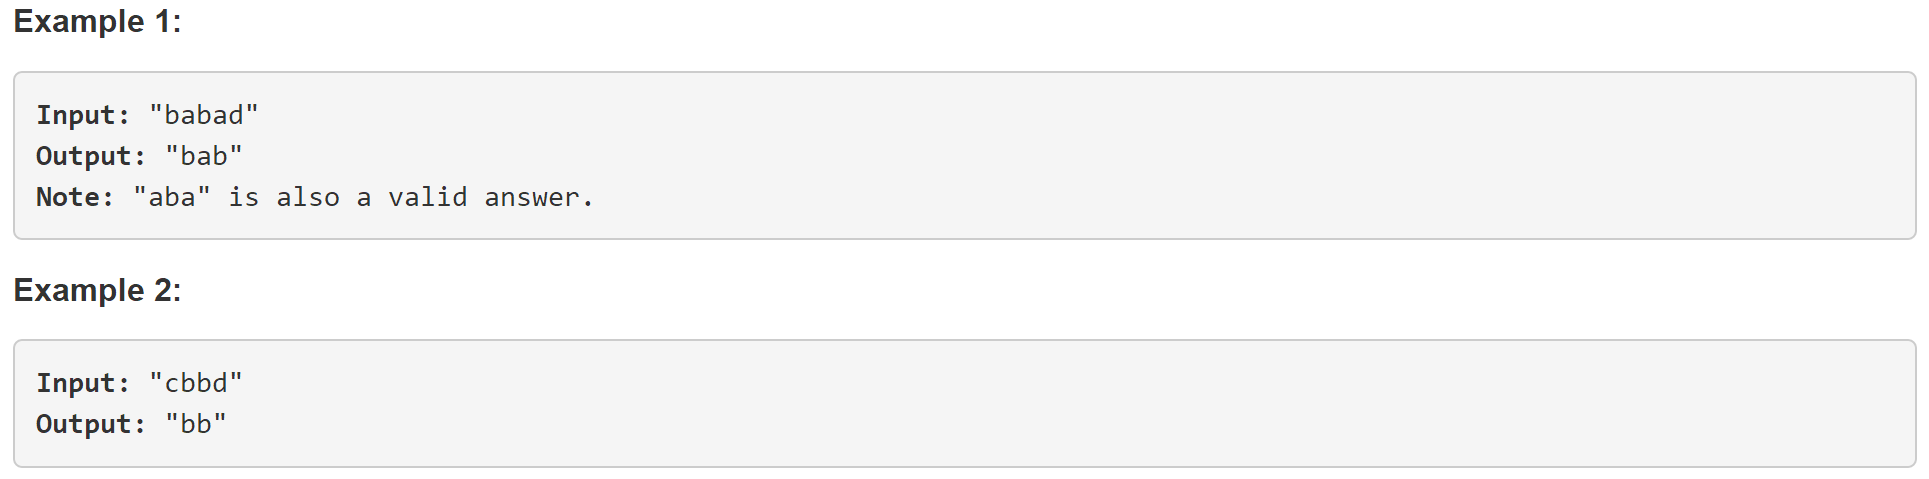 Example 1:
Input: "babad"
Output: "bab"
Note: "aba" is also a valid answer.
Example 2:
Input: "cbbd"
Output: "bb"